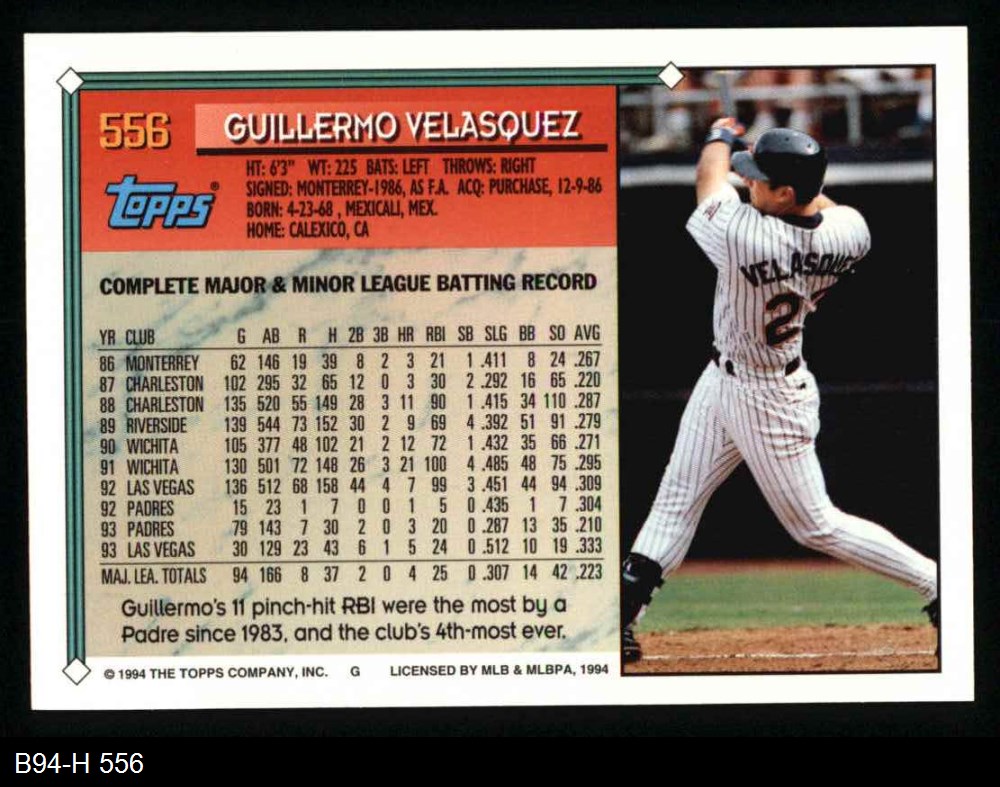 556
GUILLERMO VELASQUEZ
HT: 6'3" WT: 225 BATS: LEFT THROWS: RIGHT
SIGNED: MONTERREY-1986, AS F.A. ACQ: PURCHASE, 12-9-86
BORN: 4-23-68 , MEXICALI, MEX.
HOME: CALEXICO, CA
TOPPS®
COMPLETE MAJOR & MINOR LEAGUE BATTING RECORD
YR CLUB G AB R H 2B 3B HR RBI SB SLG BB SO AVG
86 MONTERREY 62 146 19 39 8 2 3 21 1 .411 8 24 .267
87 CHARLESTON 102 295 32 65 12 0 3 30 2 .292 16 65 .220
88 CHARLESTON 135 520 55 149 28 3 11 90 1 .415 34 110 .287
89 RIVERSIDE 139 544 73 152 30 2 9 69 4 .392 51 91 .279
90 WICHITA 105 377 48 102 21 2 12 72 1 .432 35 66 .271
91 WICHITA 130 501 72 148 26 3 21 100 4 .485 48 75 .295
92 LAS VEGAS 136 512 68 158 44 4 7 99 3 .451 44 94 .309
92 PADRES 15 23 1 7 0 0 1 5 0 .435 1 7 .304
93 PADRES 79 143 7 30 2 0 3 20 0 .287 13 35 .210
93 LAS VEGAS 30 129 23 43 6 1 5 24 0 .512 10 19 .333
MAJ. LEA. TOTALS 94 166 8 37 2 0 4 25 0 .307 14 42 .223
Guillermo's 11 pinch-hit RBI were the most by a
Padre since 1983, and the club's 4th-most ever.
© 1994 THE TOPPS COMPANY, INC. G LICENSED BY MLB & MLBPA, 1994
B94-H 556